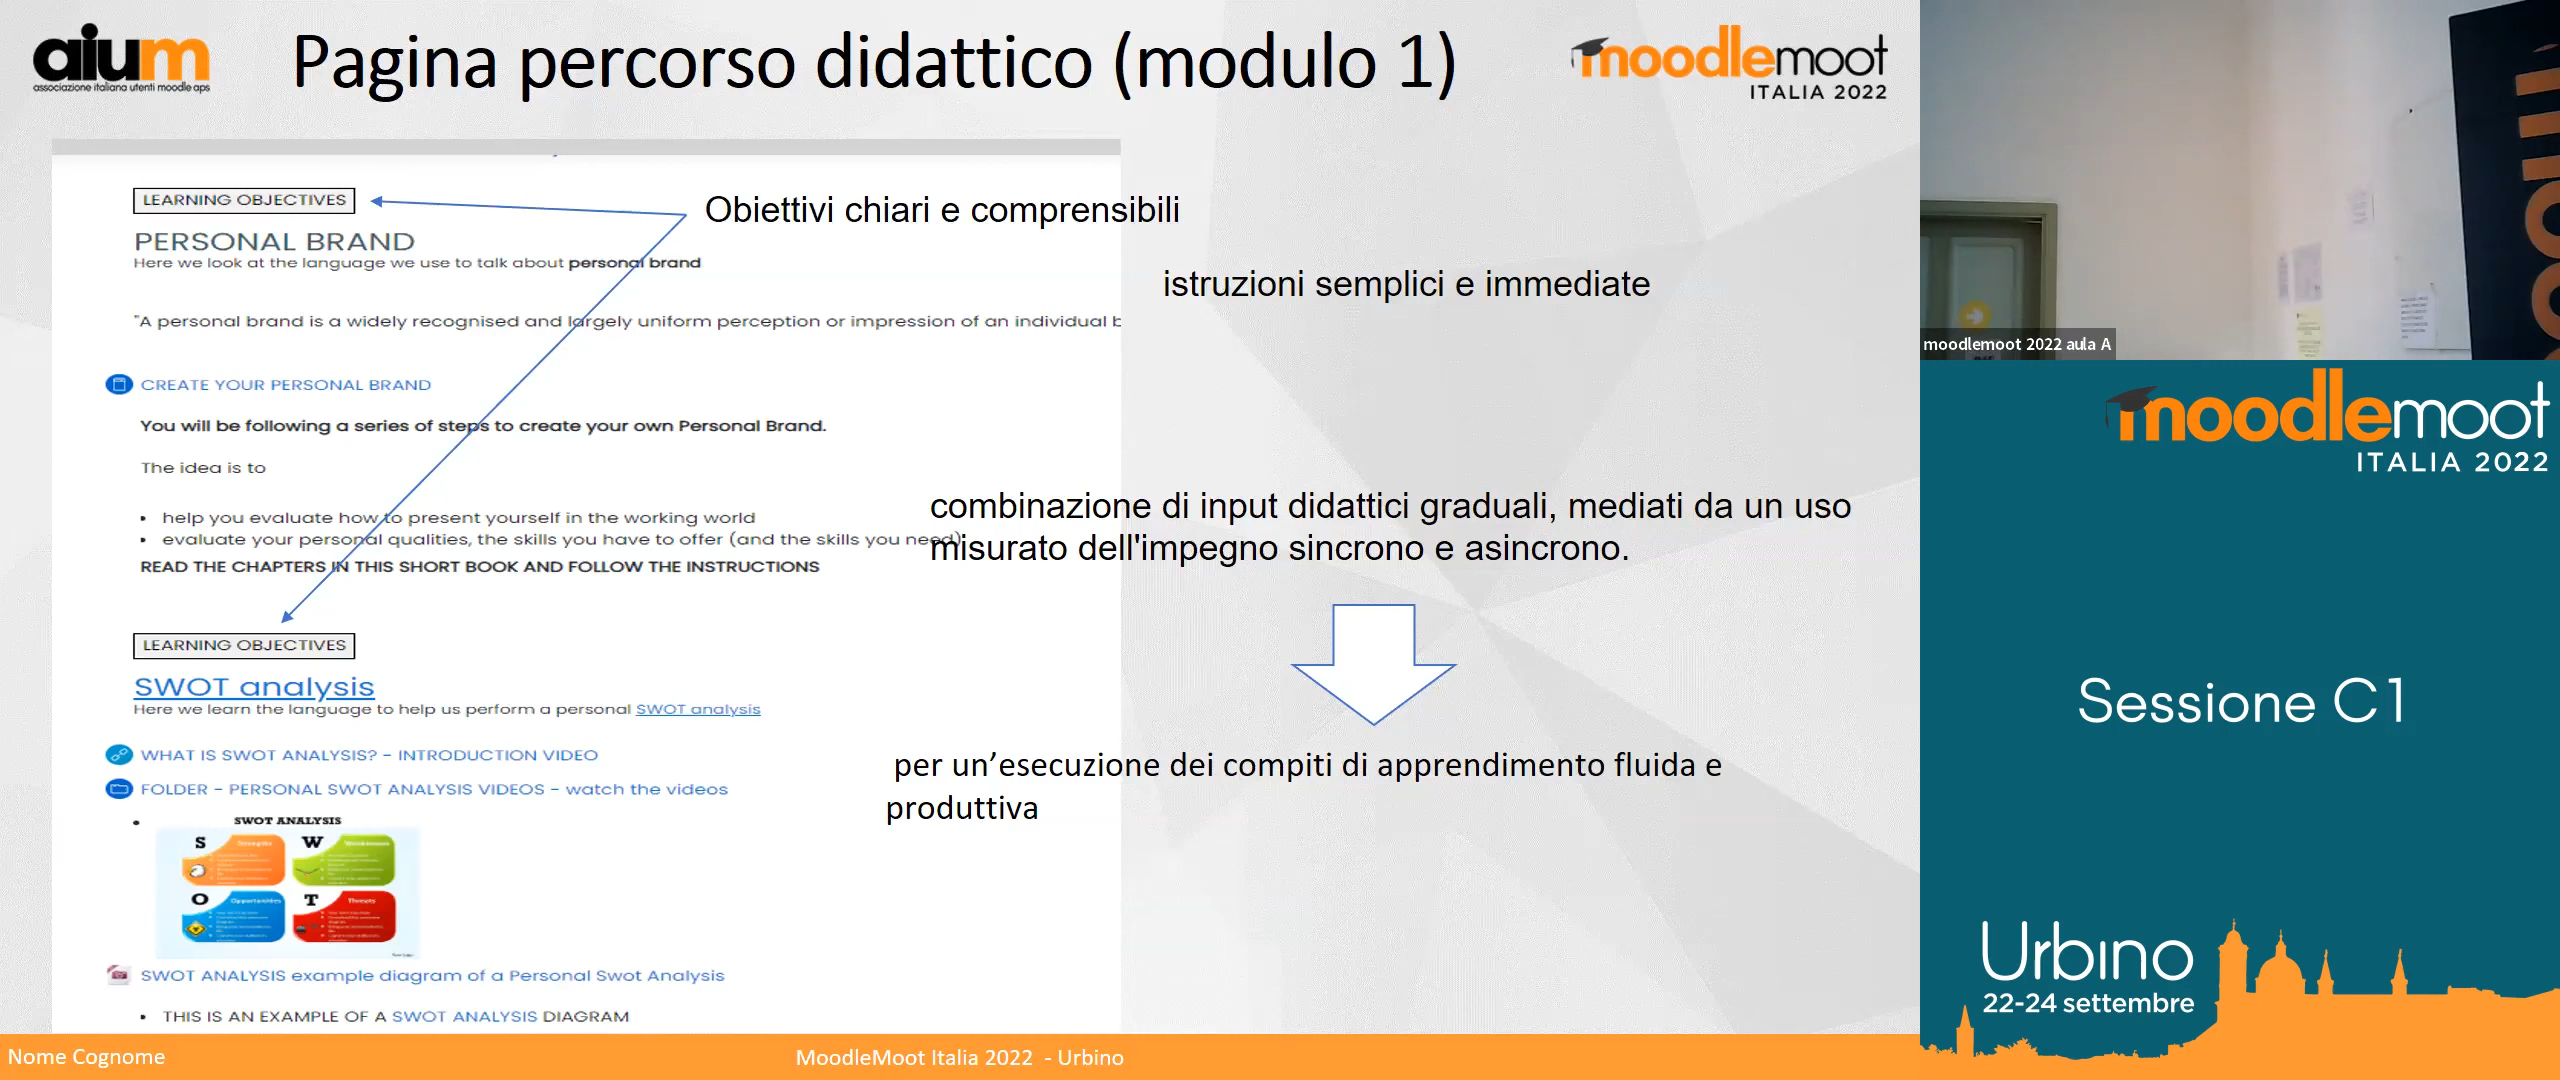 aium
associazione italiana utenti moodle aps
Pagina percorso didattico (modulo 1)
moodlemoot
ITALIA 2022
LEARNING OBJECTIVES
PERSONAL BRAND
Here we look at the language we use to talk about personal brand
"A personal brand is a widely recognised and largely uniform perception or impression of an individual b
CREATE YOUR PERSONAL BRAND
You will be following a series of steps to create your own Personal Brand.
The idea is to
• help you evaluate how to present yourself in the working world
• evaluate your personal qualities, the skills you have to offer (and the skills you need)
READ THE CHAPTERS IN THIS SHORT BOOK AND FOLLOW THE INSTRUCTIONS
LEARNING OBJECTIVES
SWOT analysis
Here we learn the language to help us perform a personal SWOT analysis
WHAT IS SWOT ANALYSIS? - INTRODUCTION VIDEO
FOLDER - PERSONAL SWOT ANALYSIS VIDEOS - watch the videos
SWOT ANALYSIS
S Strengths
W Weaknesses
O Opportunities
T Threats
SWOT ANALYSIS example diagram of a Personal Swot Analysis
• THIS IS AN EXAMPLE OF A SWOT ANALYSIS DIAGRAM
Obiettivi chiari e comprensibili
istruzioni semplici e immediate
combinazione di input didattici graduali, mediati da un uso
misurato dell'impegno sincrono e asincrono.
per un'esecuzione dei compiti di apprendimento fluida e
produttiva
Nome Cognome
MoodleMoot Italia 2022 - Urbino
moodlemoot 2022 aula A
moodlemoot
ITALIA 2022
Sessione C1
Urbino
22-24 settembre